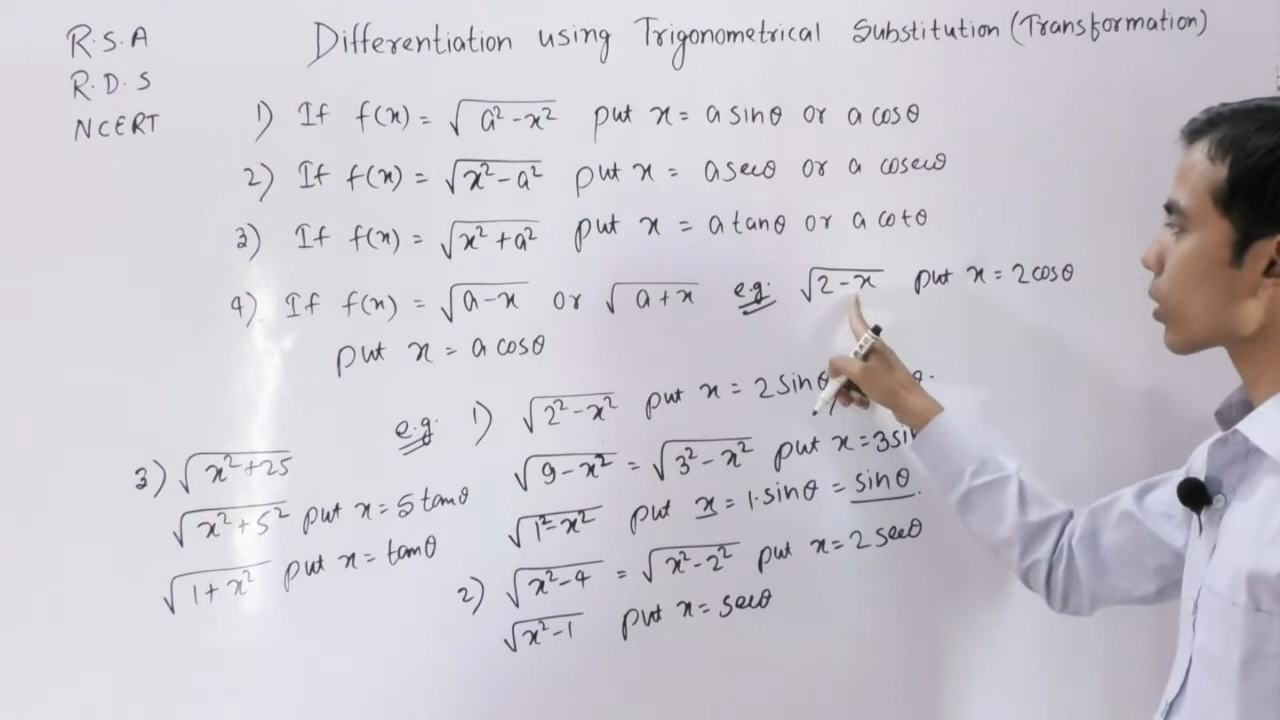 R.S.A
R.D.S
NCERT
Differentiation using Trigonometrical Substitution (Transformation)
1) If f(x) = √(a² - x²) put x = a sinθ or a cosθ
2) If f(x) = √(x² - a²) put x = a secθ or a cosecθ
3) If f(x) = √(x² + a²) put x = a tanθ or a cotθ
4) If f(x) = √(a - x) or √(a + x) e.g: √(2 - x) put x = 2cosθ
put x = a cosθ
e.g: 1) √(2² - x²) put x = 2 sinθ
√(9 - x²) = √(3² - x²) put x = 3sin
√(1² - x²) put x = 1·sinθ = sinθ.
2) √(x² - 4) = √(x² - 2²) put x = 2 secθ
√(x² - 1) put x = secθ
3) √(x² + 25)
√(x² + 5²) put x = 5 tanθ
√(1 + x²) put x = tanθ